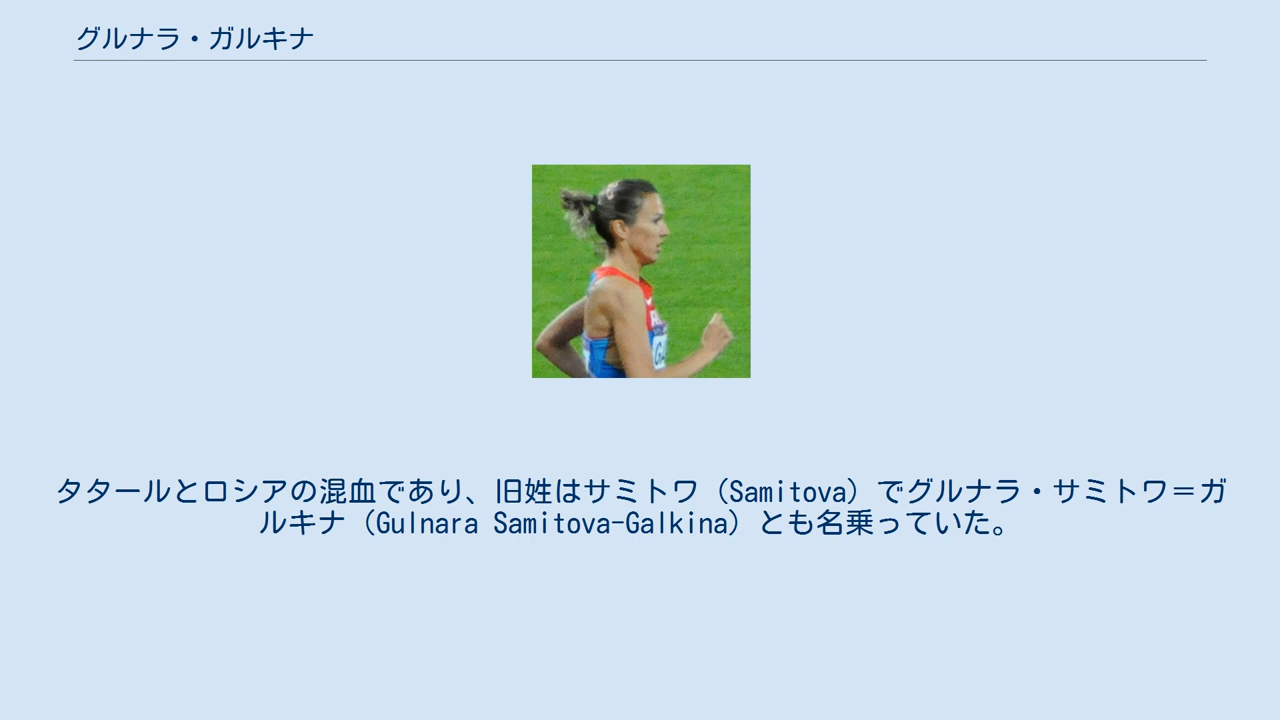 グルナラ・ガルキナ
タタールとロシアの混血であり、旧姓はサミトワ（Samitova）でグルナラ・サミトワ＝ガ
ルキナ（Gulnara Samitova-Galkina）とも名乗っていた。